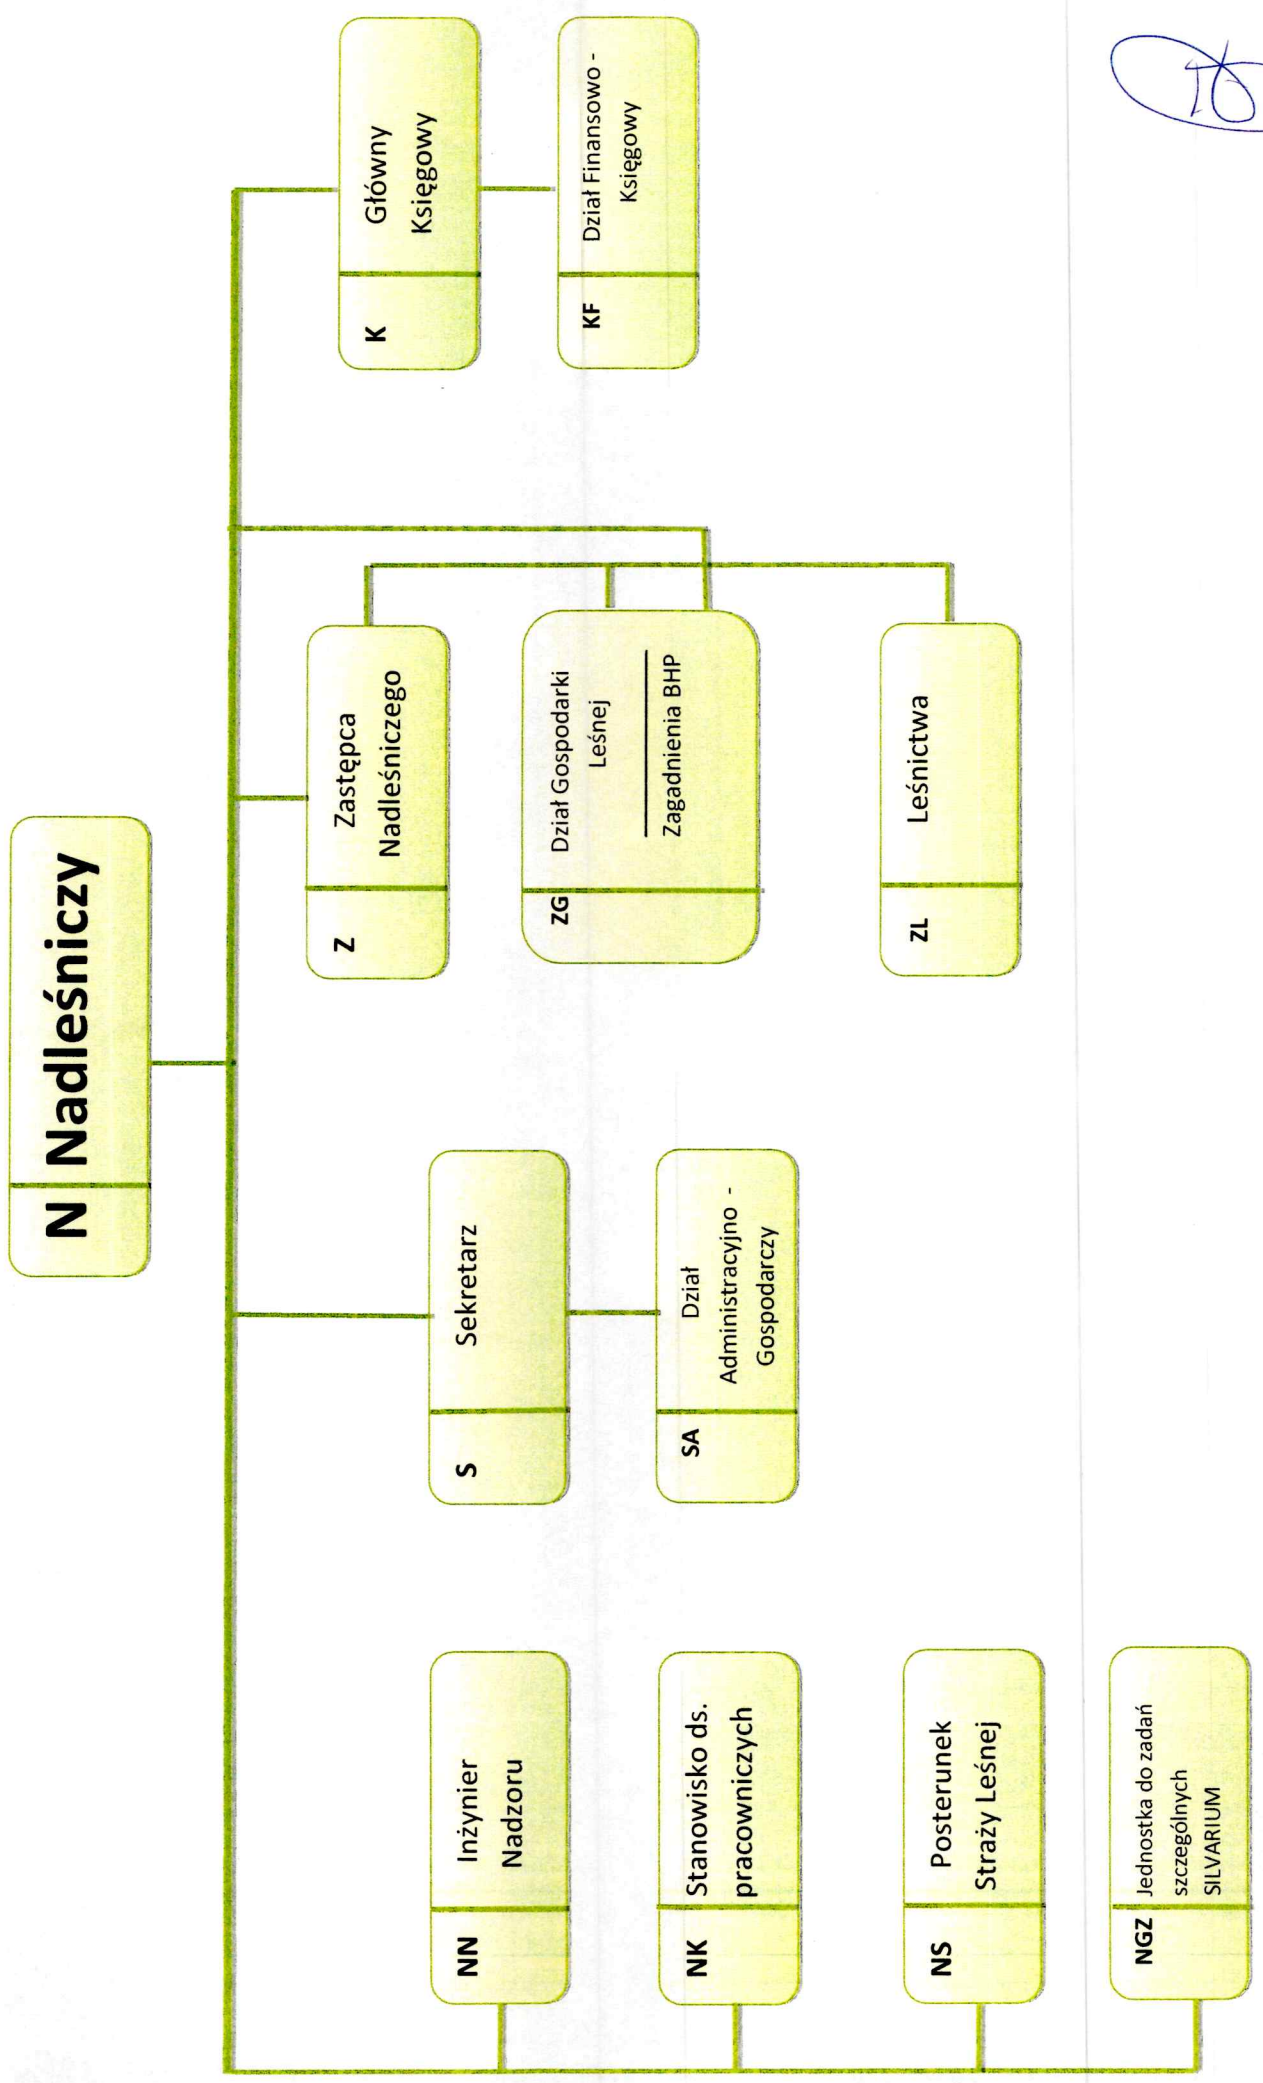 N Nadleśniczy
NN Inżynier
Nadzoru
NK Stanowisko ds.
pracowniczych
NS Posterunek
Straży Leśnej
NGZ Jednostka do zadań
szczególnych
SILVARIUM
S Sekretarz
SA Dział
Administracyjno -
Gospodarczy
Z Zastępca
Nadleśniczego
ZG Dział Gospodarki
Leśnej
Zagadnienia BHP
ZL Leśnictwa
K Główny
Księgowy
KF Dział Finansowo -
Księgowy